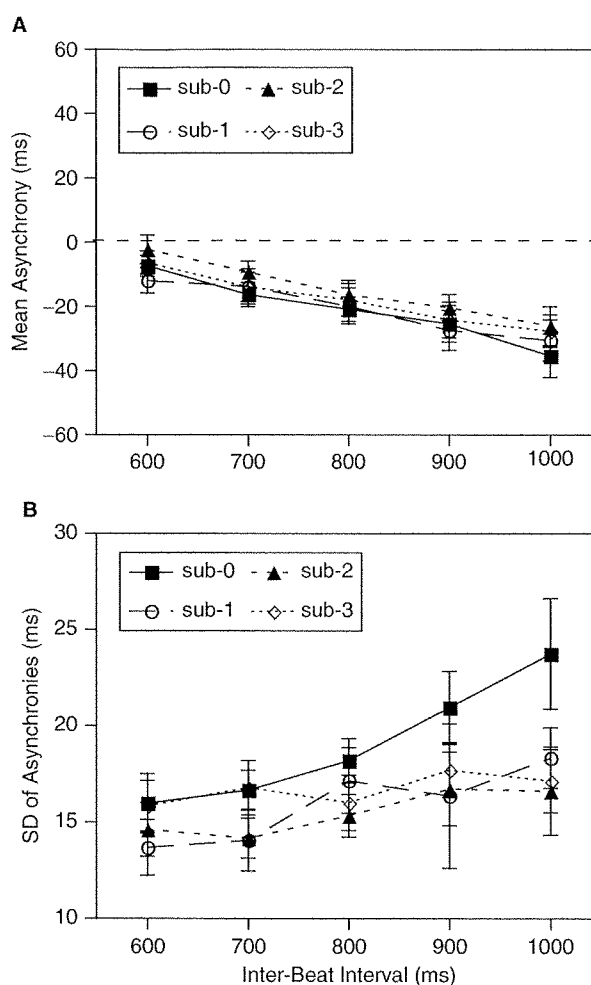 A
60
40
20
0
–20
–40
–60
Mean Asynchrony (ms)
sub-0 sub-2
sub-1 sub-3
600 700 800 900 1000
B
30
25
20
15
10
SD of Asynchronies (ms)
sub-0 sub-2
sub-1 sub-3
600 700 800 900 1000
Inter-Beat Interval (ms)